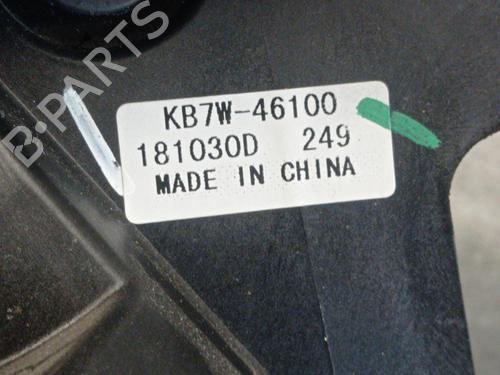 B-PARTS
KB7W-46100
181030D 249
MADE IN CHINA